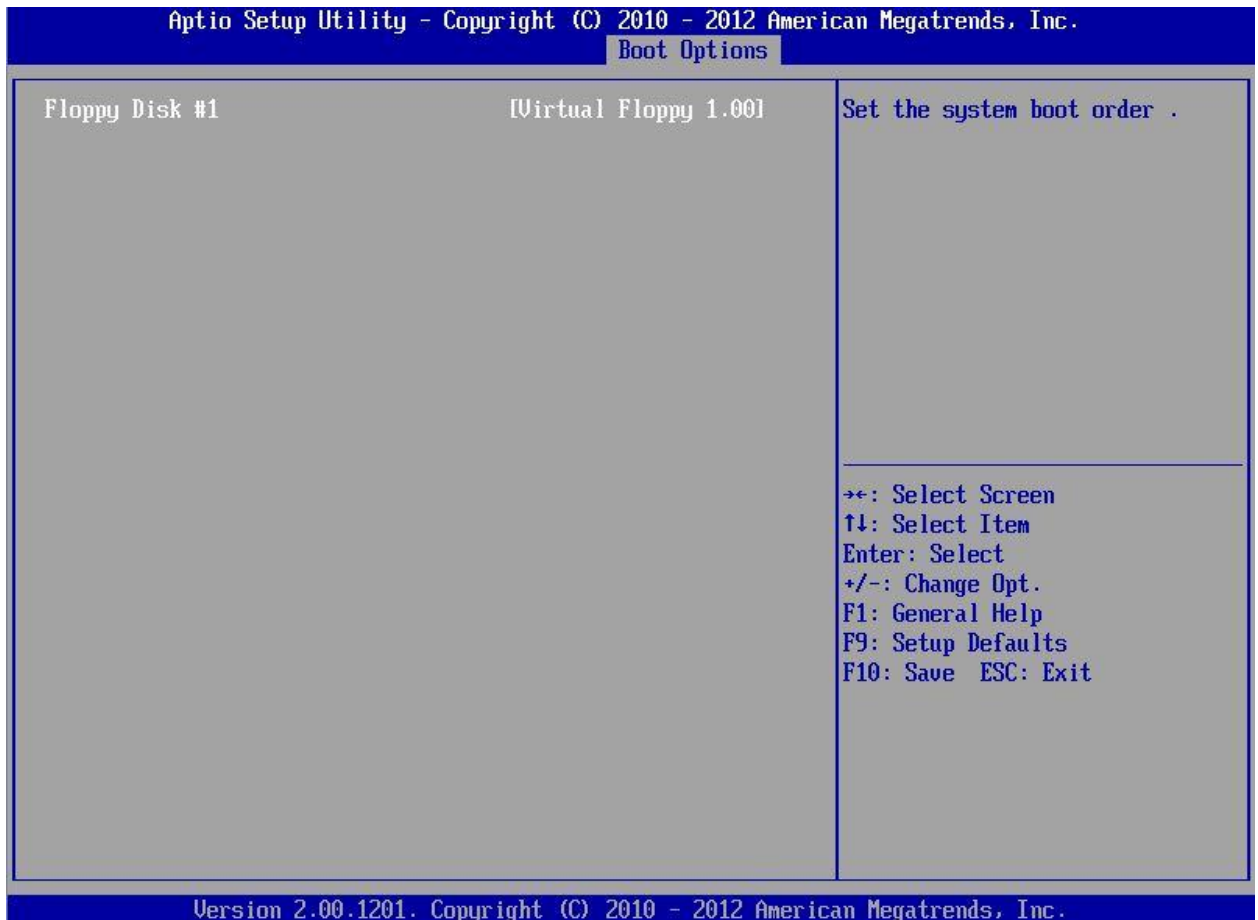 Aptio Setup Utility - Copyright (C) 2010 - 2012 American Megatrends, Inc.
Boot Options
Floppy Disk #1 [Virtual Floppy 1.00]
Set the system boot order .
→←: Select Screen
↑↓: Select Item
Enter: Select
+/-: Change Opt.
F1: General Help
F9: Setup Defaults
F10: Save ESC: Exit
Version 2.00.1201. Copyright (C) 2010 - 2012 American Megatrends, Inc.